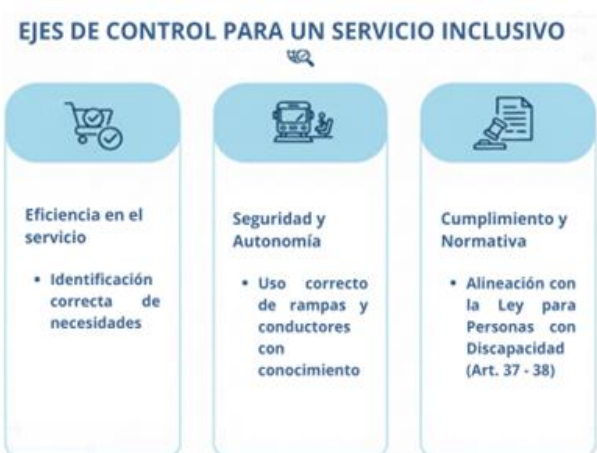 EJES DE CONTROL PARA UN SERVICIO INCLUSIVO
Eficiencia en el
servicio
• Identificación
correcta de
necesidades
Seguridad y
Autonomía
• Uso correcto
de rampas y
conductores
con
conocimiento
Cumplimiento y
Normativa
• Alineación con
la Ley para
Personas con
Discapacidad
(Art. 37 - 38)